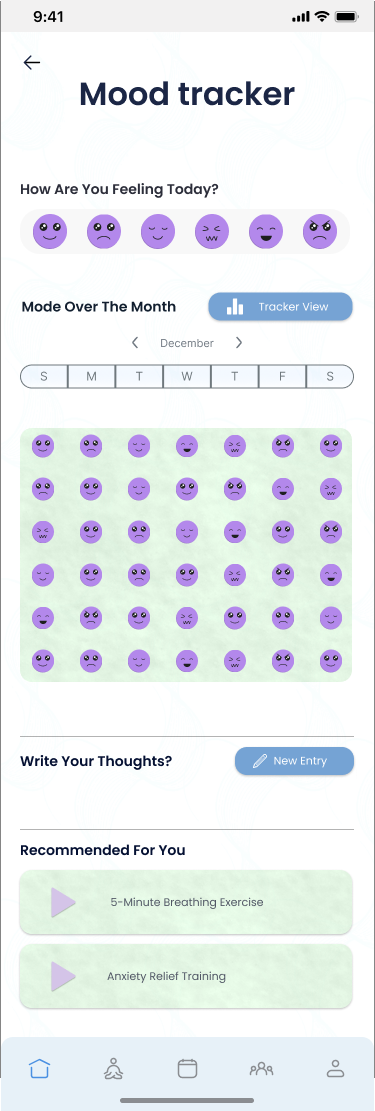 9:41
Mood tracker
How Are You Feeling Today?
Mode Over The Month
Tracker View
December
S M T W T F S
Write Your Thoughts?
New Entry
Recommended For You
5-Minute Breathing Exercise
Anxiety Relief Training